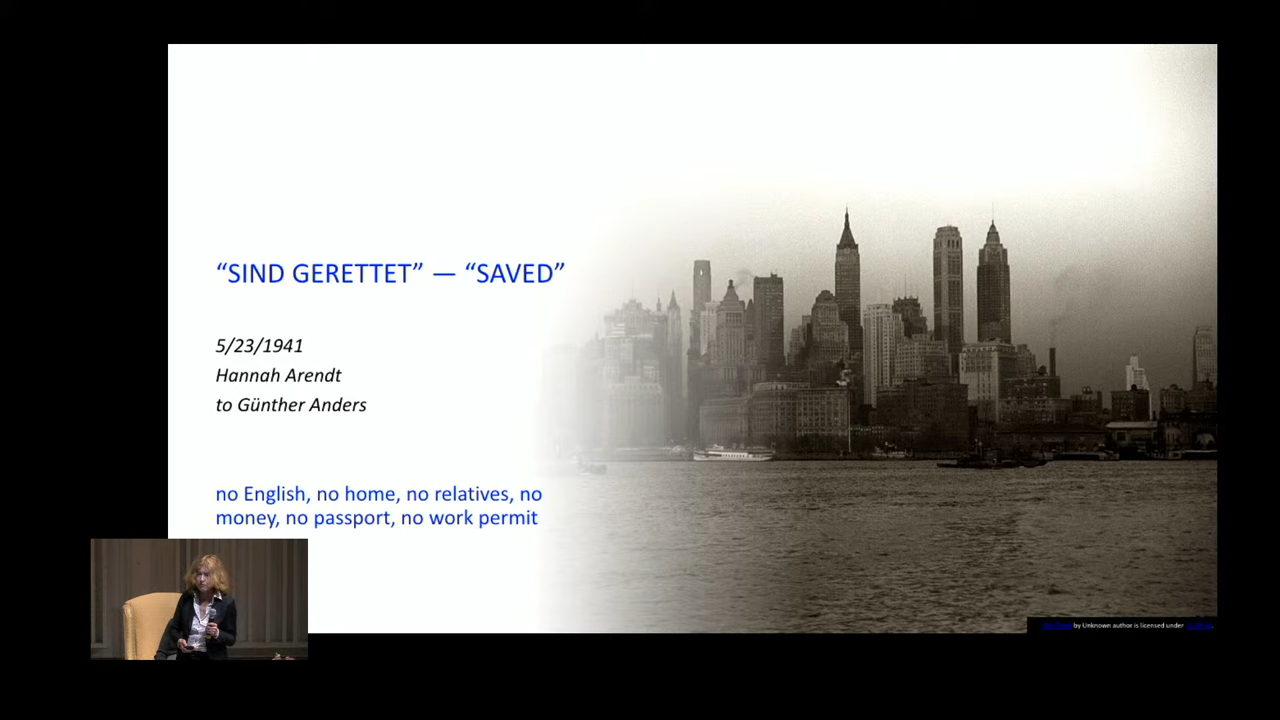 “SIND GERETTET” — “SAVED”
5/23/1941
Hannah Arendt
to Günther Anders
no English, no home, no relatives, no
money, no passport, no work permit
by Unknown author is licensed under